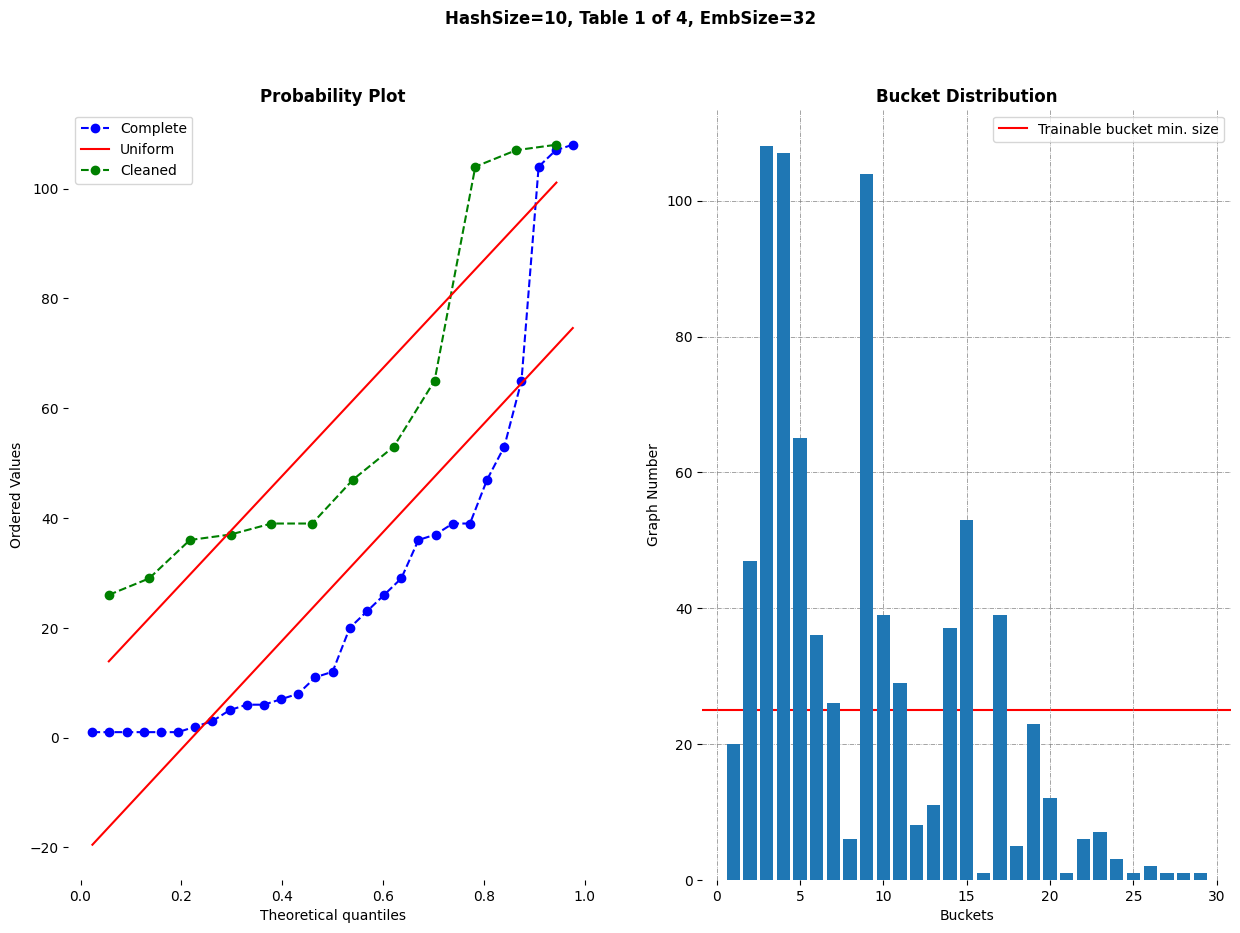 HashSize=10, Table 1 of 4, EmbSize=32
Probability Plot
Complete
Uniform
Cleaned
100
80
60
40
20
0
−20
Ordered Values
0.0 0.2 0.4 0.6 0.8 1.0
Theoretical quantiles
Bucket Distribution
Trainable bucket min. size
100
80
60
40
20
0
Graph Number
0 5 10 15 20 25 30
Buckets